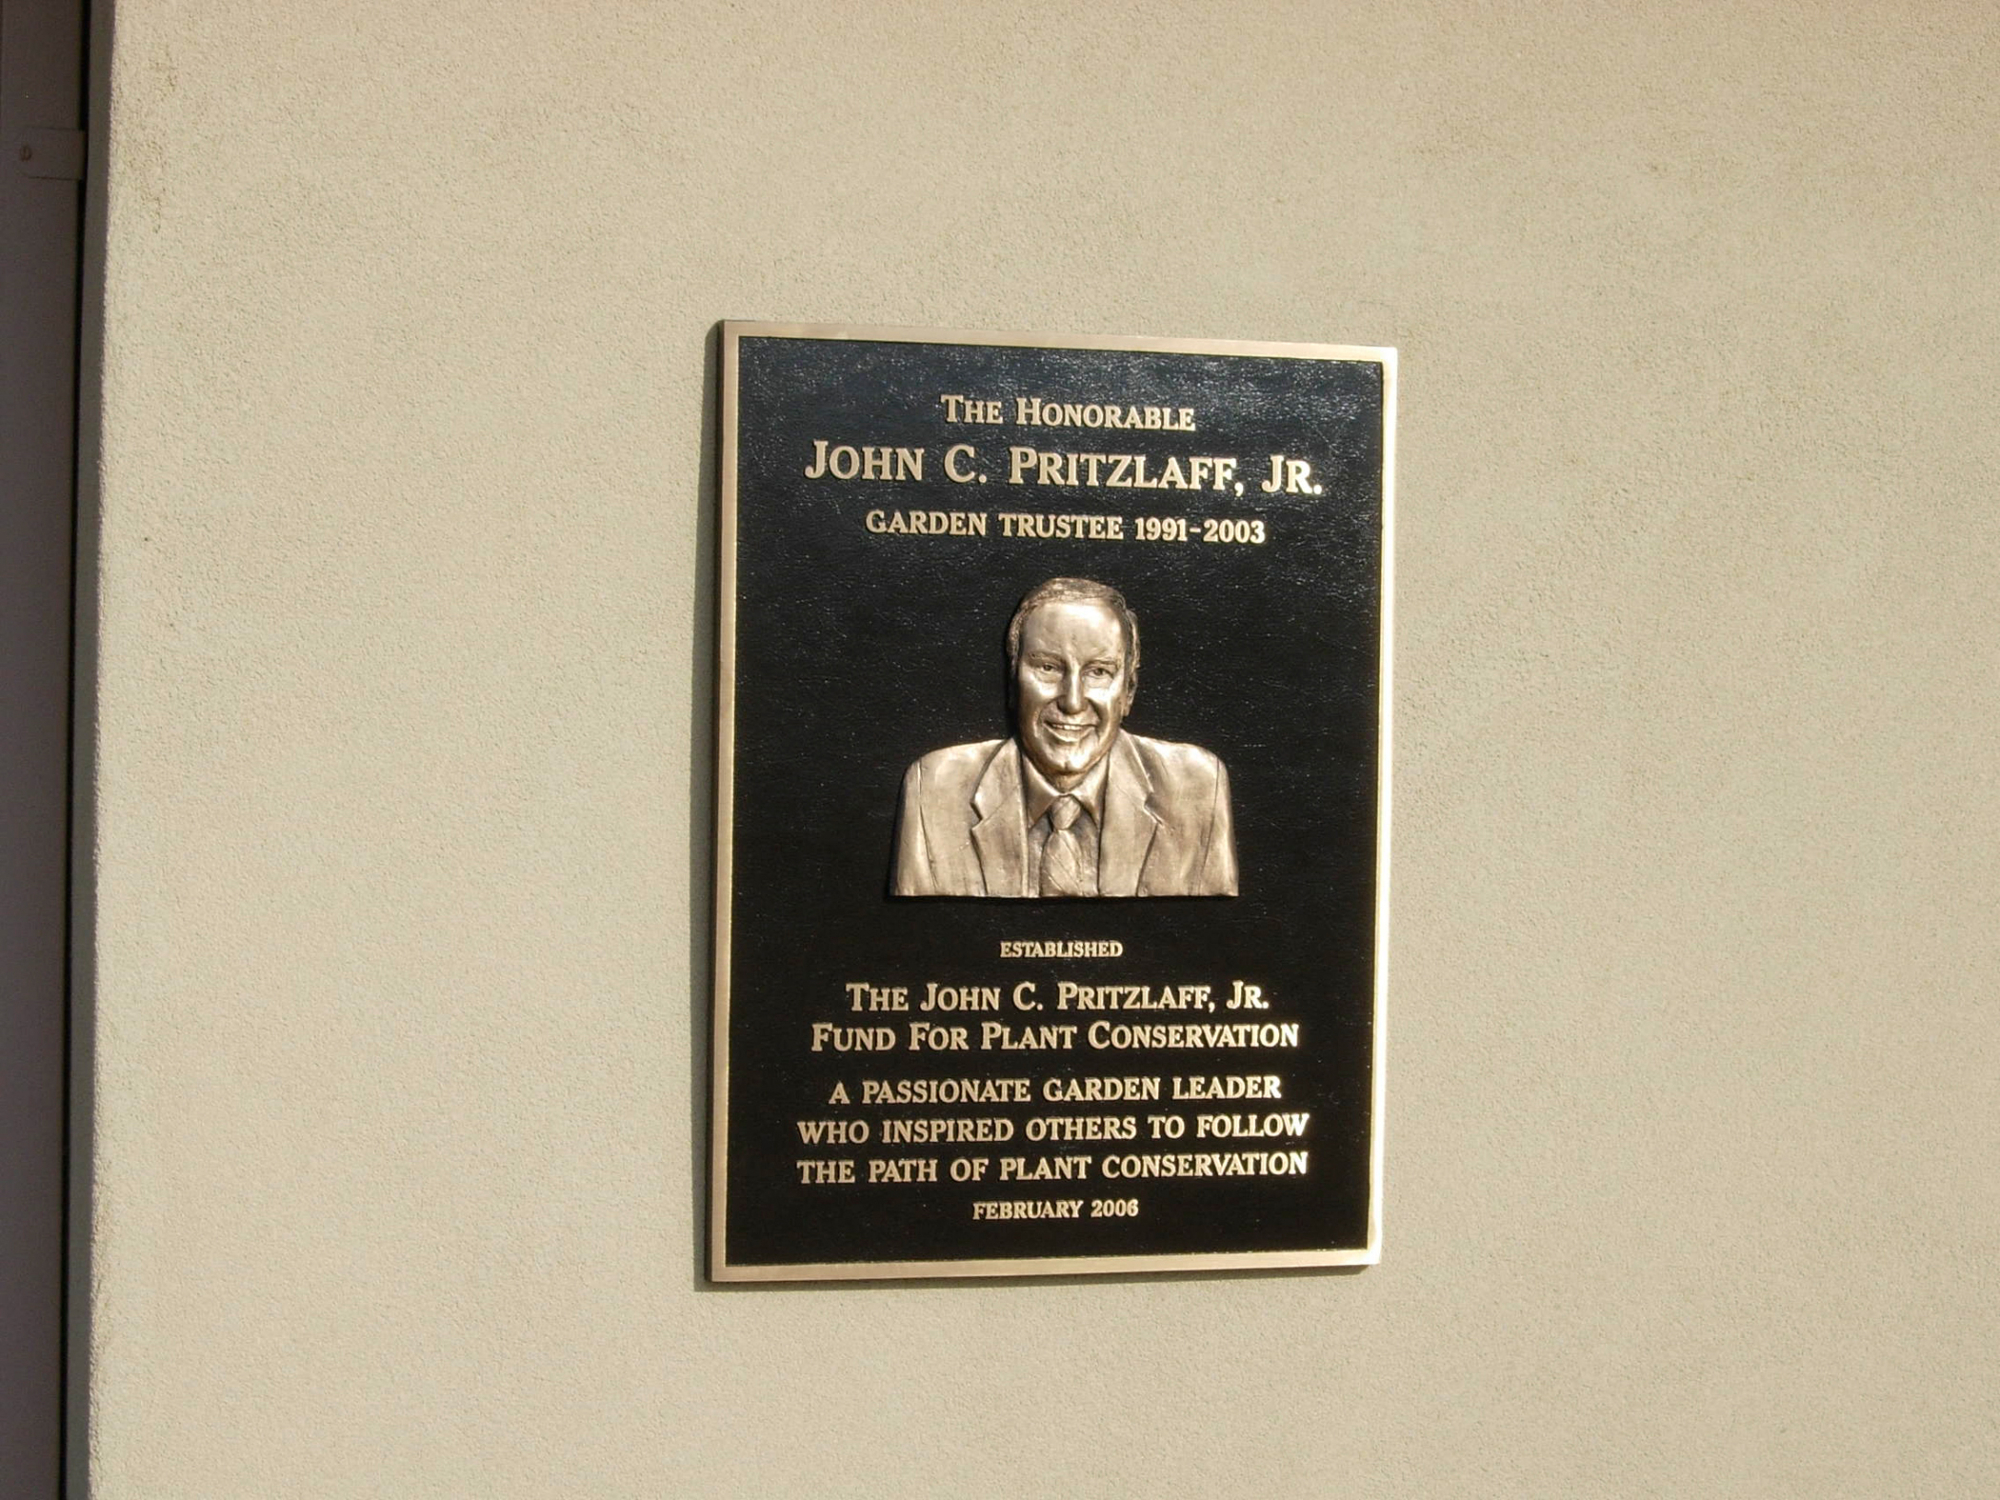 THE HONORABLE
JOHN C. PRITZLAFF, JR.
GARDEN TRUSTEE 1991-2003
ESTABLISHED
THE JOHN C. PRITZLAFF, JR.
FUND FOR PLANT CONSERVATION
A PASSIONATE GARDEN LEADER
WHO INSPIRED OTHERS TO FOLLOW
THE PATH OF PLANT CONSERVATION
FEBRUARY 2006